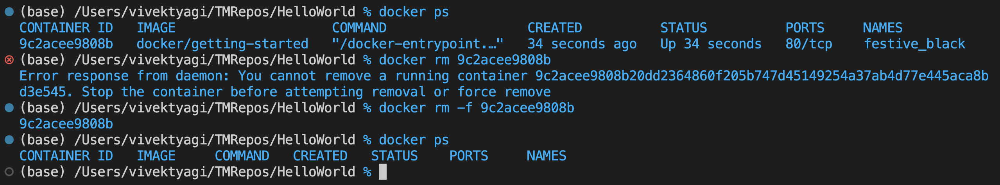 (base) /Users/vivektyagi/TMRepos/HelloWorld % docker ps
CONTAINER ID   IMAGE                    COMMAND                  CREATED          STATUS          PORTS     NAMES
9c2acee9808b   docker/getting-started   "/docker-entrypoint.…"   34 seconds ago   Up 34 seconds   80/tcp    festive_black
(base) /Users/vivektyagi/TMRepos/HelloWorld % docker rm 9c2acee9808b
Error response from daemon: You cannot remove a running container 9c2acee9808b20dd2364860f205b747d45149254a37ab4d77e445aca8b
d3e545. Stop the container before attempting removal or force remove
(base) /Users/vivektyagi/TMRepos/HelloWorld % docker rm -f 9c2acee9808b
9c2acee9808b
(base) /Users/vivektyagi/TMRepos/HelloWorld % docker ps
CONTAINER ID   IMAGE     COMMAND   CREATED   STATUS    PORTS     NAMES
(base) /Users/vivektyagi/TMRepos/HelloWorld %